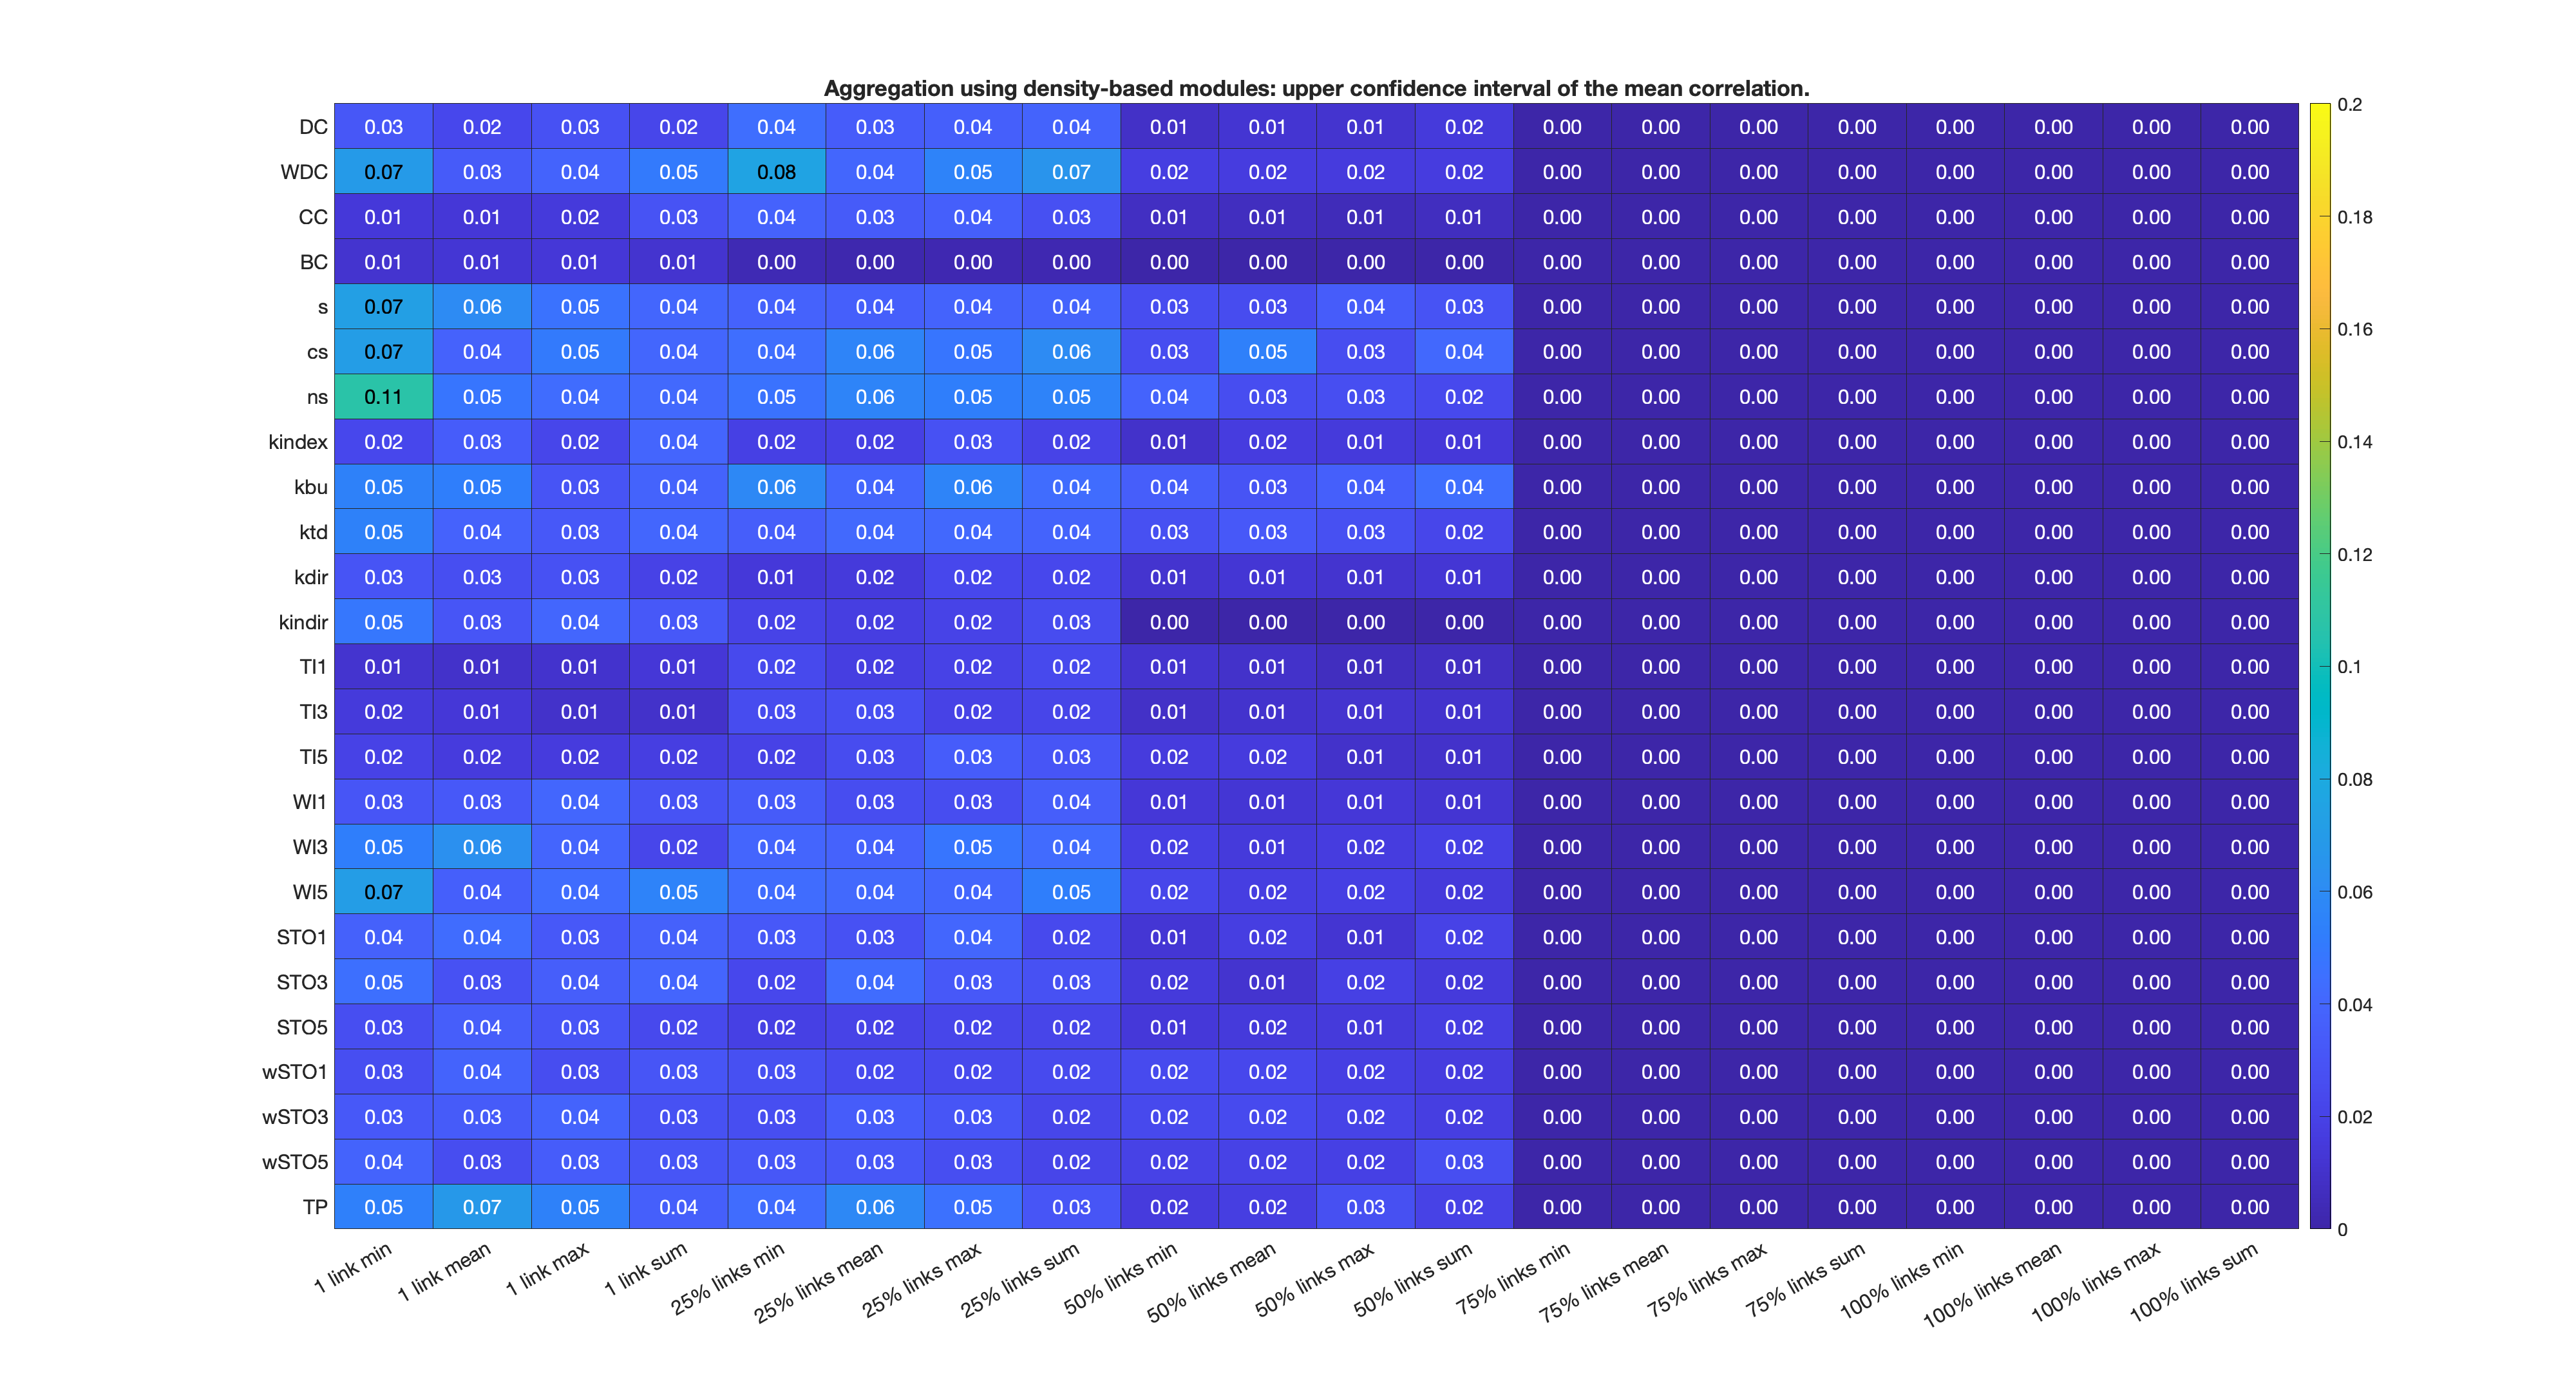 Aggregation using density-based modules: upper confidence interval of the mean correlation.
DC 0.03 0.02 0.03 0.02 0.04 0.03 0.04 0.04 0.01 0.01 0.01 0.02 0.00 0.00 0.00 0.00 0.00 0.00 0.00 0.00
WDC 0.07 0.03 0.04 0.05 0.08 0.04 0.05 0.07 0.02 0.02 0.02 0.02 0.00 0.00 0.00 0.00 0.00 0.00 0.00 0.00
CC 0.01 0.01 0.02 0.03 0.04 0.03 0.04 0.03 0.01 0.01 0.01 0.01 0.00 0.00 0.00 0.00 0.00 0.00 0.00 0.00
BC 0.01 0.01 0.01 0.01 0.00 0.00 0.00 0.00 0.00 0.00 0.00 0.00 0.00 0.00 0.00 0.00 0.00 0.00 0.00 0.00
s 0.07 0.06 0.05 0.04 0.04 0.04 0.04 0.04 0.03 0.03 0.04 0.03 0.00 0.00 0.00 0.00 0.00 0.00 0.00 0.00
cs 0.07 0.04 0.05 0.04 0.04 0.06 0.05 0.06 0.03 0.05 0.03 0.04 0.00 0.00 0.00 0.00 0.00 0.00 0.00 0.00
ns 0.11 0.05 0.04 0.04 0.05 0.06 0.05 0.05 0.04 0.03 0.03 0.02 0.00 0.00 0.00 0.00 0.00 0.00 0.00 0.00
kindex 0.02 0.03 0.02 0.04 0.02 0.02 0.03 0.02 0.01 0.02 0.01 0.01 0.00 0.00 0.00 0.00 0.00 0.00 0.00 0.00
kbu 0.05 0.05 0.03 0.04 0.06 0.04 0.06 0.04 0.04 0.03 0.04 0.04 0.00 0.00 0.00 0.00 0.00 0.00 0.00 0.00
ktd 0.05 0.04 0.03 0.04 0.04 0.04 0.04 0.04 0.03 0.03 0.03 0.02 0.00 0.00 0.00 0.00 0.00 0.00 0.00 0.00
kdir 0.03 0.03 0.03 0.02 0.01 0.02 0.02 0.02 0.01 0.01 0.01 0.01 0.00 0.00 0.00 0.00 0.00 0.00 0.00 0.00
kindir 0.05 0.03 0.04 0.03 0.02 0.02 0.02 0.03 0.00 0.00 0.00 0.00 0.00 0.00 0.00 0.00 0.00 0.00 0.00 0.00
TI1 0.01 0.01 0.01 0.01 0.02 0.02 0.02 0.02 0.01 0.01 0.01 0.01 0.00 0.00 0.00 0.00 0.00 0.00 0.00 0.00
TI3 0.02 0.01 0.01 0.01 0.03 0.03 0.02 0.02 0.01 0.01 0.01 0.01 0.00 0.00 0.00 0.00 0.00 0.00 0.00 0.00
TI5 0.02 0.02 0.02 0.02 0.02 0.03 0.03 0.03 0.02 0.02 0.01 0.01 0.00 0.00 0.00 0.00 0.00 0.00 0.00 0.00
WI1 0.03 0.03 0.04 0.03 0.03 0.03 0.03 0.04 0.01 0.01 0.01 0.01 0.00 0.00 0.00 0.00 0.00 0.00 0.00 0.00
WI3 0.05 0.06 0.04 0.02 0.04 0.04 0.05 0.04 0.02 0.01 0.02 0.02 0.00 0.00 0.00 0.00 0.00 0.00 0.00 0.00
WI5 0.07 0.04 0.04 0.05 0.04 0.04 0.04 0.05 0.02 0.02 0.02 0.02 0.00 0.00 0.00 0.00 0.00 0.00 0.00 0.00
STO1 0.04 0.04 0.03 0.04 0.03 0.03 0.04 0.02 0.01 0.02 0.01 0.02 0.00 0.00 0.00 0.00 0.00 0.00 0.00 0.00
STO3 0.05 0.03 0.04 0.04 0.02 0.04 0.03 0.03 0.02 0.01 0.02 0.02 0.00 0.00 0.00 0.00 0.00 0.00 0.00 0.00
STO5 0.03 0.04 0.03 0.02 0.02 0.02 0.02 0.02 0.01 0.02 0.01 0.02 0.00 0.00 0.00 0.00 0.00 0.00 0.00 0.00
wSTO1 0.03 0.04 0.03 0.03 0.03 0.02 0.02 0.02 0.02 0.02 0.02 0.02 0.00 0.00 0.00 0.00 0.00 0.00 0.00 0.00
wSTO3 0.03 0.03 0.04 0.03 0.03 0.03 0.03 0.02 0.02 0.02 0.02 0.02 0.00 0.00 0.00 0.00 0.00 0.00 0.00 0.00
wSTO5 0.04 0.03 0.03 0.03 0.03 0.03 0.03 0.02 0.02 0.02 0.02 0.03 0.00 0.00 0.00 0.00 0.00 0.00 0.00 0.00
TP 0.05 0.07 0.05 0.04 0.04 0.06 0.05 0.03 0.02 0.02 0.03 0.02 0.00 0.00 0.00 0.00 0.00 0.00 0.00 0.00
1 link min
1 link mean
1 link max
1 link sum
25% links min
25% links mean
25% links max
25% links sum
50% links min
50% links mean
50% links max
50% links sum
75% links min
75% links mean
75% links max
75% links sum
100% links min
100% links mean
100% links max
100% links sum
0.2
0.18
0.16
0.14
0.12
0.1
0.08
0.06
0.04
0.02
0